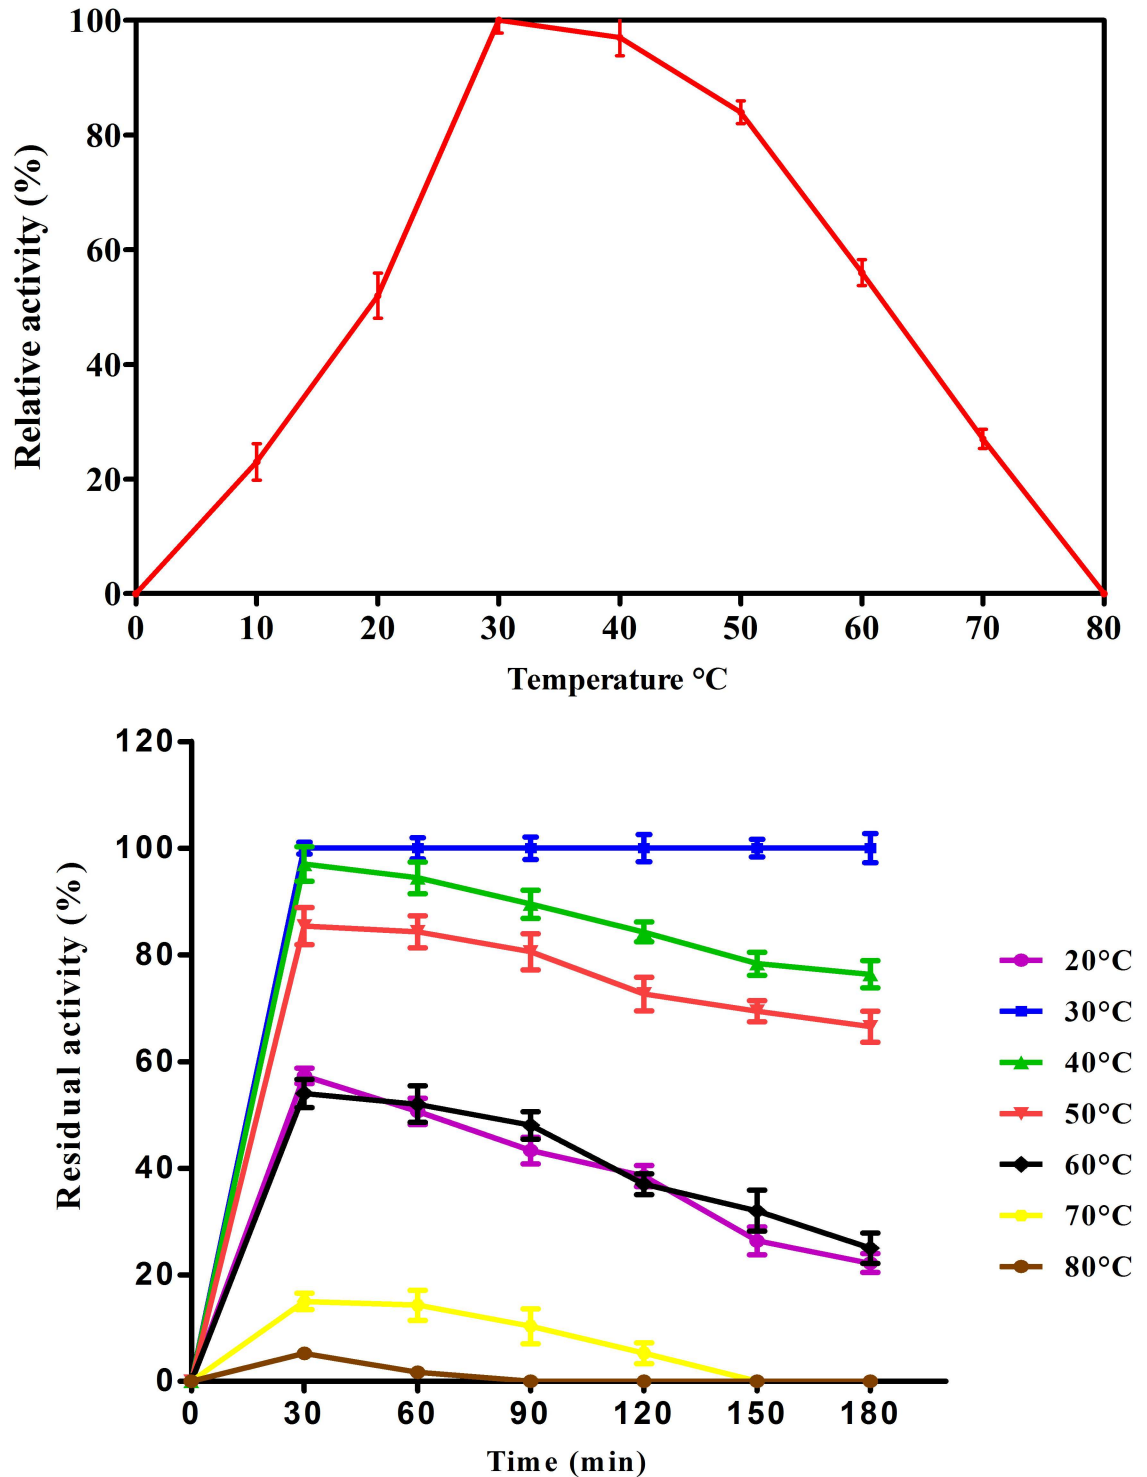 100
80
60
40
20
0
Relative activity (%)
0 10 20 30 40 50 60 70 80
Temperature °C
120
100
80
60
40
20
0
Residual activity (%)
0 30 60 90 120 150 180
Time (min)
20°C
30°C
40°C
50°C
60°C
70°C
80°C